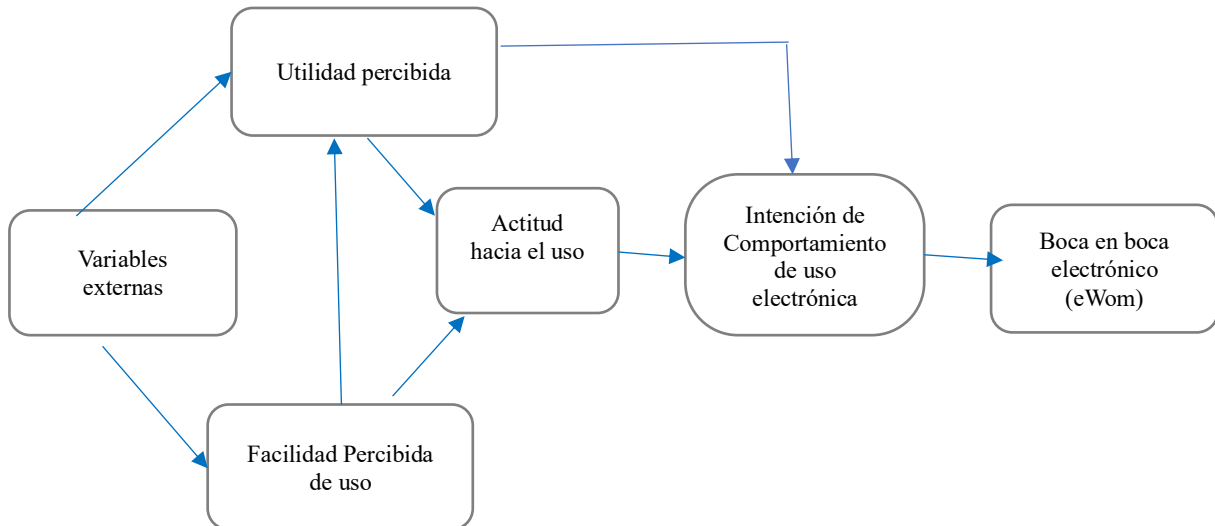 Utilidad percibida
Variables
externas
Facilidad Percibida
de uso
Actitud
hacia el uso
Intención de
Comportamiento
de uso
electrónica
Boca en boca
electrónico
(eWom)